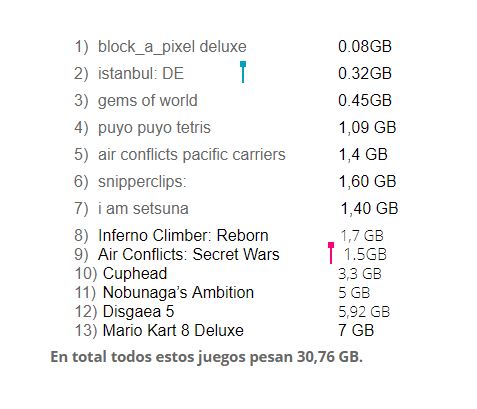 1) block_a_pixel deluxe 0.08GB
2) istanbul: DE 0.32GB
3) gems of world 0.45GB
4) puyo puyo tetris 1,09 GB
5) air conflicts pacific carriers 1,4 GB
6) snipperclips: 1,60 GB
7) i am setsuna 1,40 GB
8) Inferno Climber: Reborn 1,7 GB
9) Air Conflicts: Secret Wars 1.5GB
10) Cuphead 3,3 GB
11) Nobunaga’s Ambition 5 GB
12) Disgaea 5 5,92 GB
13) Mario Kart 8 Deluxe 7 GB
En total todos estos juegos pesan 30,76 GB.